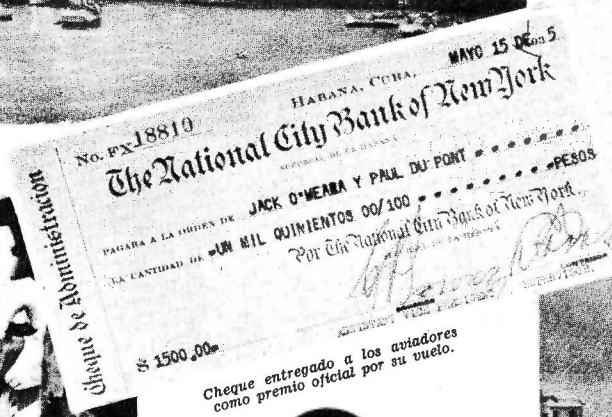 MAYO 15 DE 5
HABANA, CUBA,
No. FX18810
The National City Bank of New York
SUCURSAL DE LA HABANA
PAGARA A LA ORDEN DE JACK O'MEARA Y PAUL DU PONT
LA CANTIDAD DE UN MIL QUINIENTOS 00/100 PESOS
Por The National City Bank of New York,
$ 1500.00
Cheque de Administracion
Cheque entregado a los aviadores
como premio oficial por su vuelo.